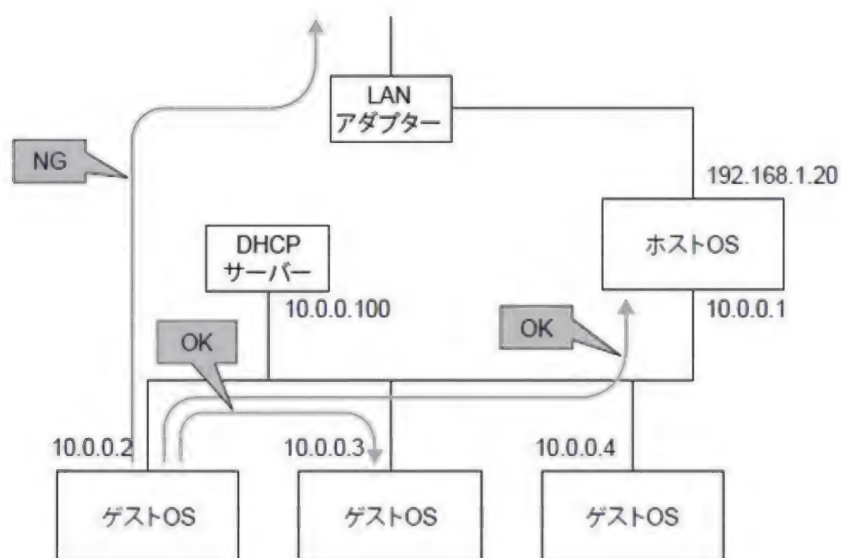 LAN
アダプター
NG
192.168.1.20
ホストOS
DHCP
サーバー
10.0.0.100
10.0.0.1
OK
OK
10.0.0.2
10.0.0.3
10.0.0.4
ゲストOS
ゲストOS
ゲストOS